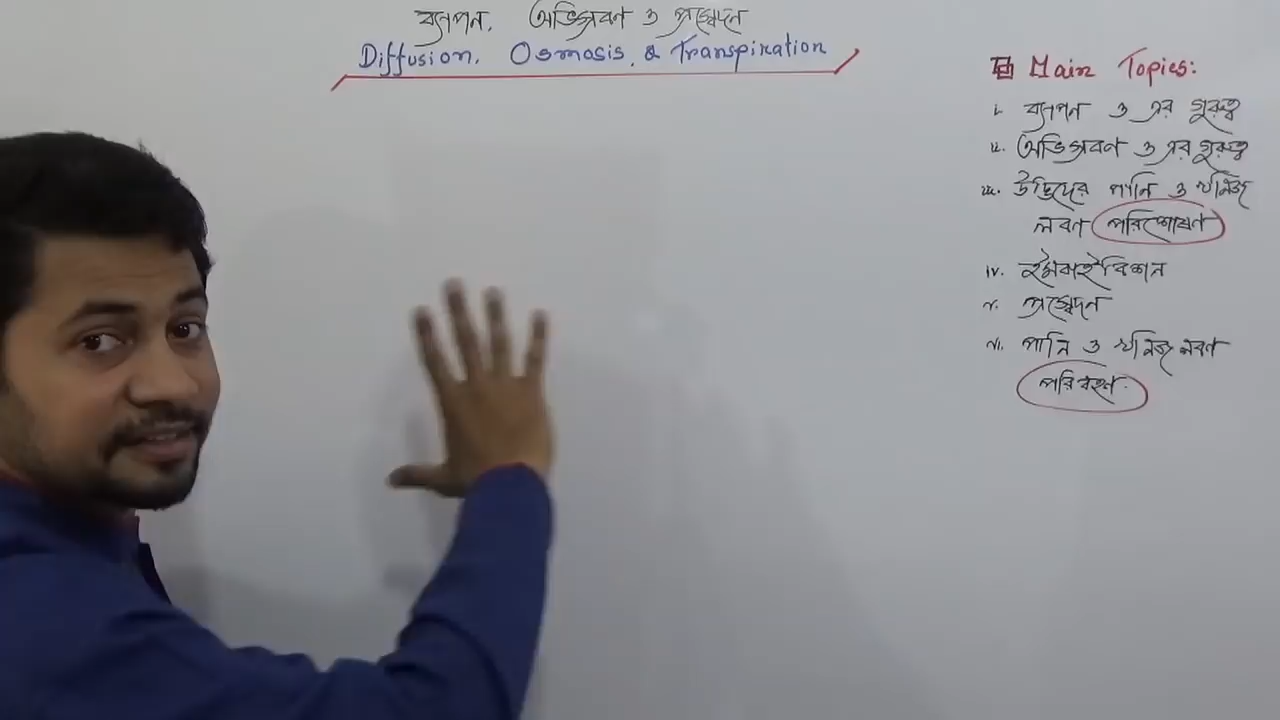 ব্যাপন, অভিস্রবণ ও প্রস্বেদন
Diffusion, Osmosis, & Transpiration
Main Topics:
i. ব্যাপন ও এর গুরুত্ব
ii. অভিস্রবণ ও এর গুরুত্ব
iii. উদ্ভিদের পানি ও খনিজ
লবণ পরিশোষণ
iv. ইমবাইবিশন
v. প্রস্বেদন
vi. পানি ও খনিজ লবণ
পরিবহণ.